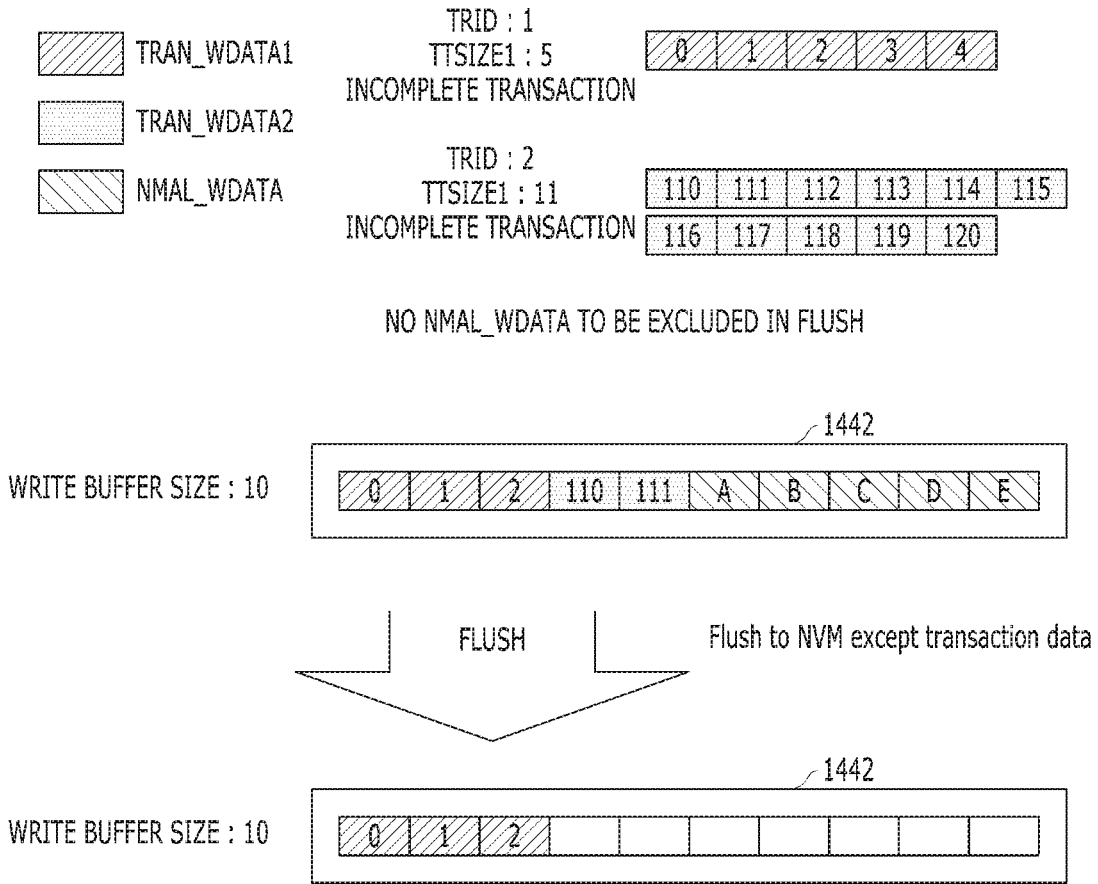 TRAN_WDATA1
TRAN_WDATA2
NMAL_WDATA
TRID : 1
TTSIZE1 : 5
INCOMPLETE TRANSACTION
0 1 2 3 4
TRID : 2
TTSIZE1 : 11
INCOMPLETE TRANSACTION
110 111 112 113 114 115
116 117 118 119 120
NO NMAL_WDATA TO BE EXCLUDED IN FLUSH
1442
WRITE BUFFER SIZE : 10
0 1 2 110 111 A B C D E
FLUSH
Flush to NVM except transaction data
1442
WRITE BUFFER SIZE : 10
0 1 2